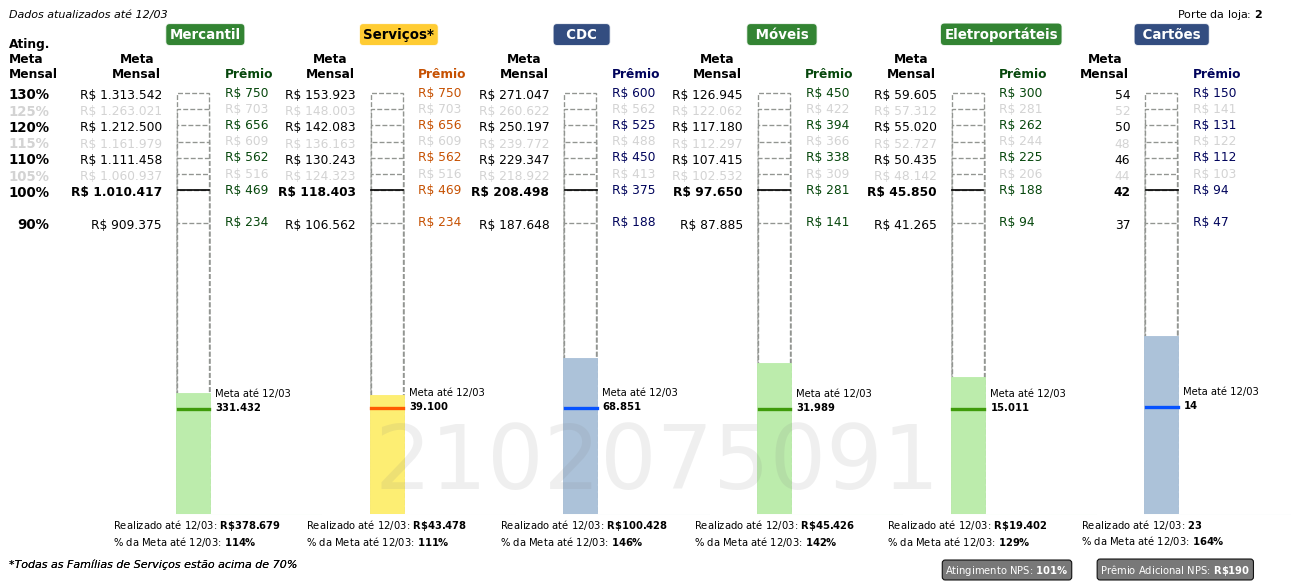 Dados atualizados até 12/03
Porte da loja: 2
Mercantil Serviços* CDC Móveis Eletroportáteis Cartões
Ating. Meta Mensal
Meta Mensal Prêmio Meta Mensal Prêmio Meta Mensal Prêmio Meta Mensal Prêmio Meta Mensal Prêmio Meta Mensal Prêmio
130% R$ 1.313.542 R$ 750 R$ 153.923 R$ 750 R$ 271.047 R$ 600 R$ 126.945 R$ 450 R$ 59.605 R$ 300 54 R$ 150
125% R$ 1.263.021 R$ 703 R$ 148.003 R$ 703 R$ 260.622 R$ 562 R$ 122.062 R$ 422 R$ 57.312 R$ 281 52 R$ 141
120% R$ 1.212.500 R$ 656 R$ 142.083 R$ 656 R$ 250.197 R$ 525 R$ 117.180 R$ 394 R$ 55.020 R$ 262 50 R$ 131
115% R$ 1.161.979 R$ 609 R$ 136.163 R$ 609 R$ 239.772 R$ 488 R$ 112.297 R$ 366 R$ 52.727 R$ 244 48 R$ 122
110% R$ 1.111.458 R$ 562 R$ 130.243 R$ 562 R$ 229.347 R$ 450 R$ 107.415 R$ 338 R$ 50.435 R$ 225 46 R$ 112
105% R$ 1.060.937 R$ 516 R$ 124.323 R$ 516 R$ 218.922 R$ 413 R$ 102.532 R$ 309 R$ 48.142 R$ 206 44 R$ 103
100% R$ 1.010.417 R$ 469 R$ 118.403 R$ 469 R$ 208.498 R$ 375 R$ 97.650 R$ 281 R$ 45.850 R$ 188 42 R$ 94
90% R$ 909.375 R$ 234 R$ 106.562 R$ 234 R$ 187.648 R$ 188 R$ 87.885 R$ 141 R$ 41.265 R$ 94 37 R$ 47
Meta até 12/03 Meta até 12/03 Meta até 12/03 Meta até 12/03 Meta até 12/03 Meta até 12/03
331.432 39.100 68.851 31.989 15.011 14
2102075091
Realizado até 12/03: R$378.679 Realizado até 12/03: R$43.478 Realizado até 12/03: R$100.428 Realizado até 12/03: R$45.426 Realizado até 12/03: R$19.402 Realizado até 12/03: 23
% da Meta até 12/03: 114% % da Meta até 12/03: 111% % da Meta até 12/03: 146% % da Meta até 12/03: 142% % da Meta até 12/03: 129% % da Meta até 12/03: 164%
*Todas as Famílias de Serviços estão acima de 70%
Atingimento NPS: 101% Prêmio Adicional NPS: R$190